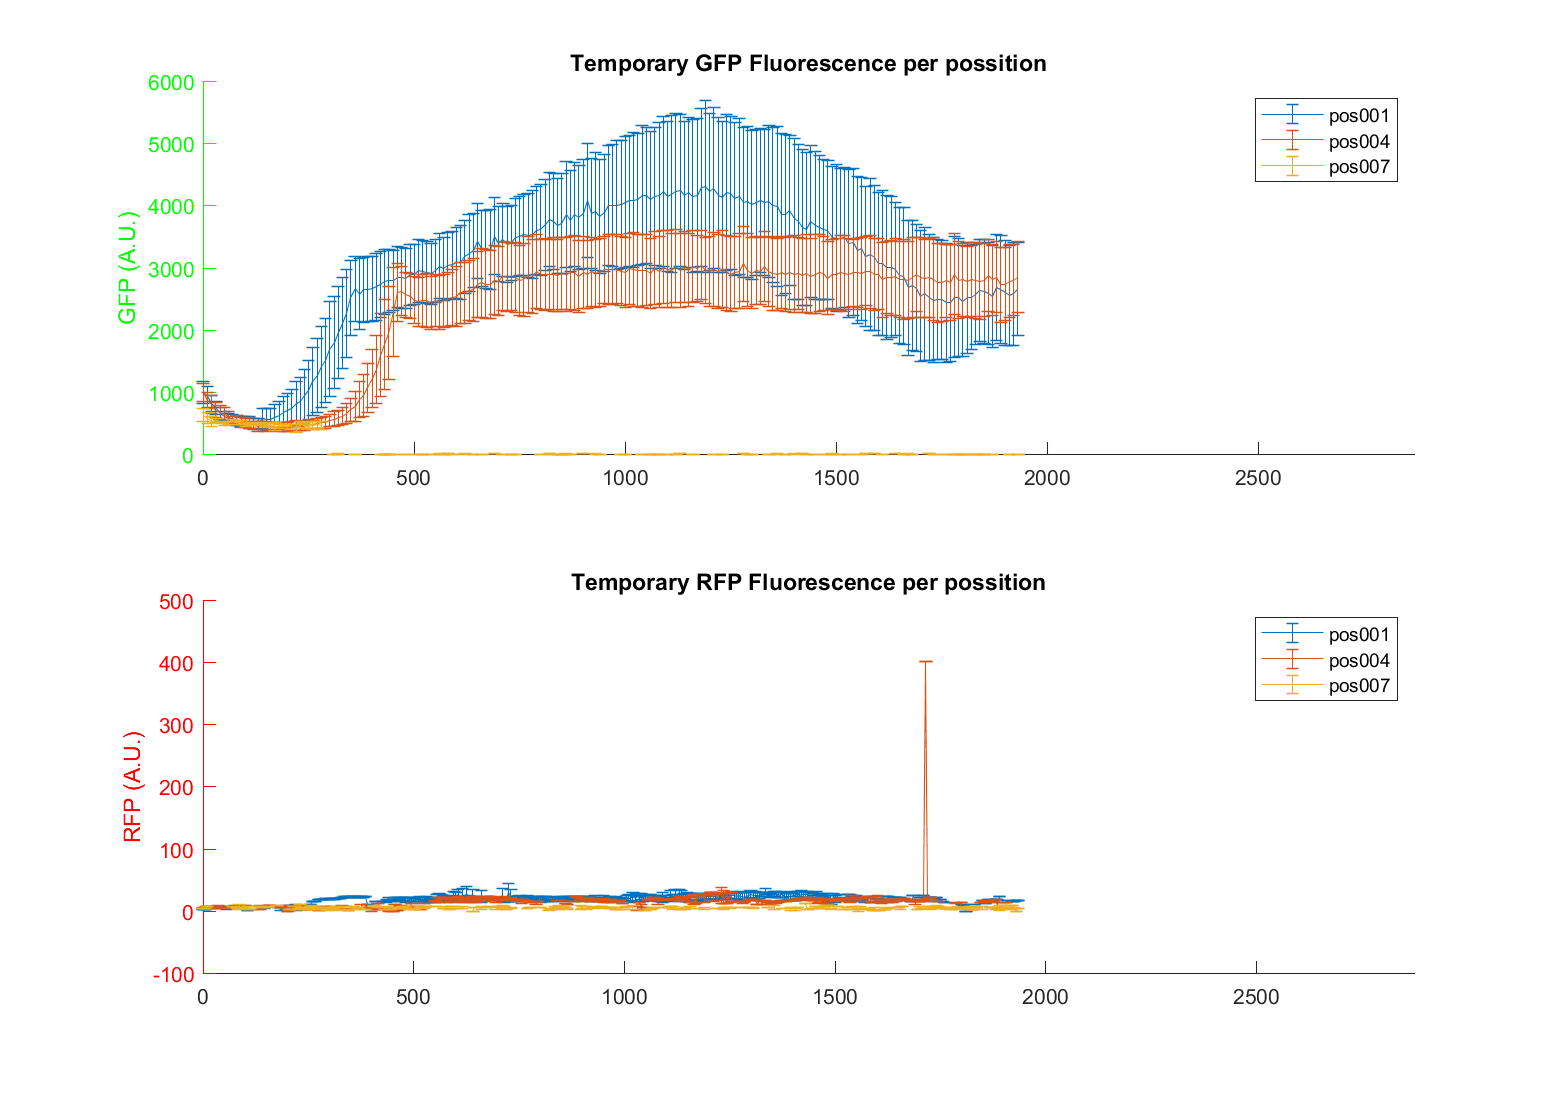 Temporary GFP Fluorescence per possition
6000
5000
4000
3000
2000
1000
0
GFP (A.U.)
0 500 1000 1500 2000 2500
pos001
pos004
pos007
Temporary RFP Fluorescence per possition
500
400
300
200
100
0
-100
RFP (A.U.)
0 500 1000 1500 2000 2500
pos001
pos004
pos007